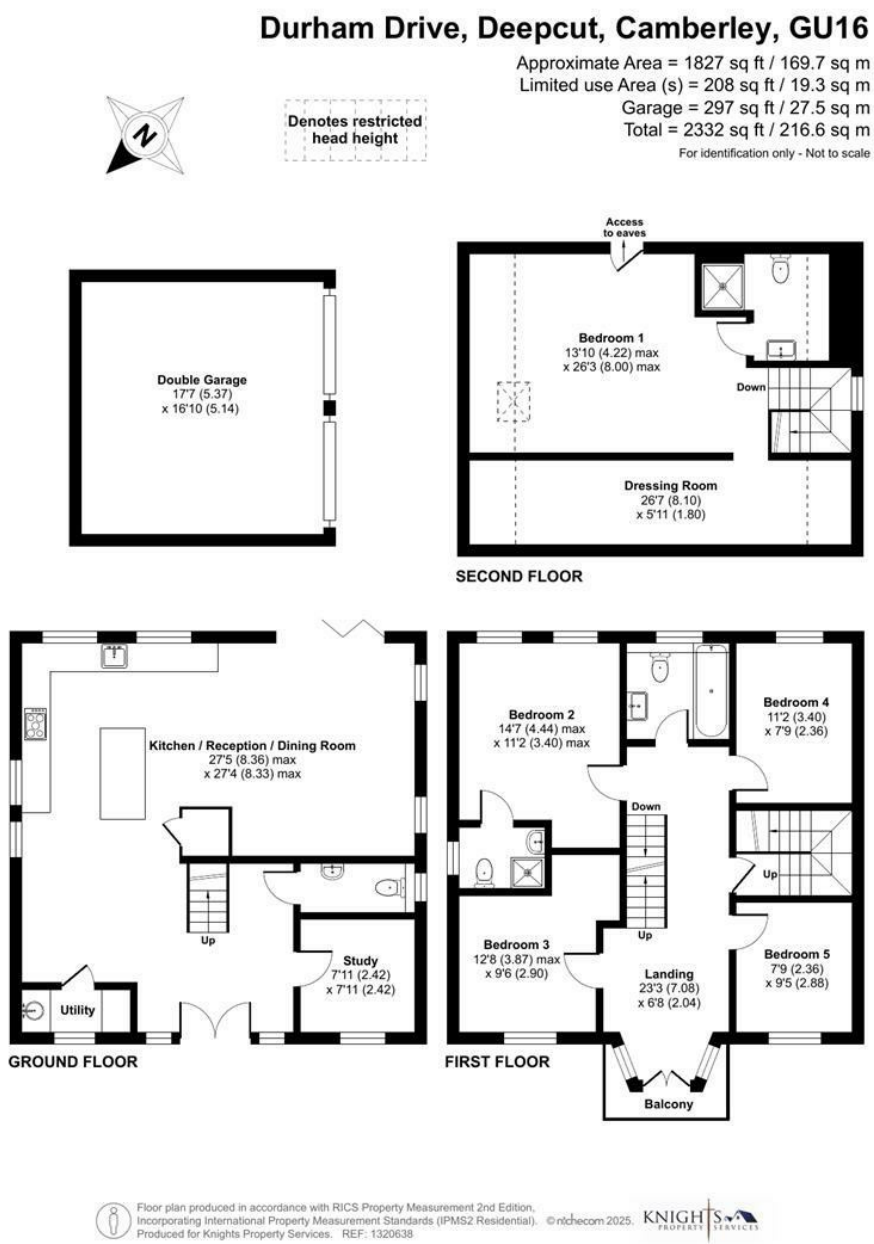 Durham Drive, Deepcut, Camberley, GU16
Approximate Area = 1827 sq ft / 169.7 sq m
Limited use Area (s) = 208 sq ft / 19.3 sq m
Garage = 297 sq ft / 27.5 sq m
Total = 2332 sq ft / 216.6 sq m
For identification only - Not to scale
N
Denotes restricted
head height
Access
to eaves
Bedroom 1
13'10 (4.22) max
x 26'3 (8.00) max
Down
Double Garage
17'7 (5.37)
x 16'10 (5.14)
Dressing Room
26'7 (8.10)
x 5'11 (1.80)
SECOND FLOOR
Kitchen / Reception / Dining Room
27'5 (8.36) max
x 27'4 (8.33) max
Up
Study
7'11 (2.42)
x 7'11 (2.42)
Utility
GROUND FLOOR
Bedroom 2
14'7 (4.44) max
x 11'2 (3.40) max
Bedroom 4
11'2 (3.40)
x 7'9 (2.36)
Down
Up
Up
Bedroom 3
12'8 (3.87) max
x 9'6 (2.90)
Landing
23'3 (7.08)
x 6'8 (2.04)
Bedroom 5
7'9 (2.36)
x 9'5 (2.88)
Balcony
FIRST FLOOR
Floor plan produced in accordance with RICS Property Measurement 2nd Edition,
Incorporating International Property Measurement Standards (IPMS2 Residential). © nichecom 2025.
Produced for Knights Property Services. REF: 1320638
KNIGHTS
PROPERTY SERVICES